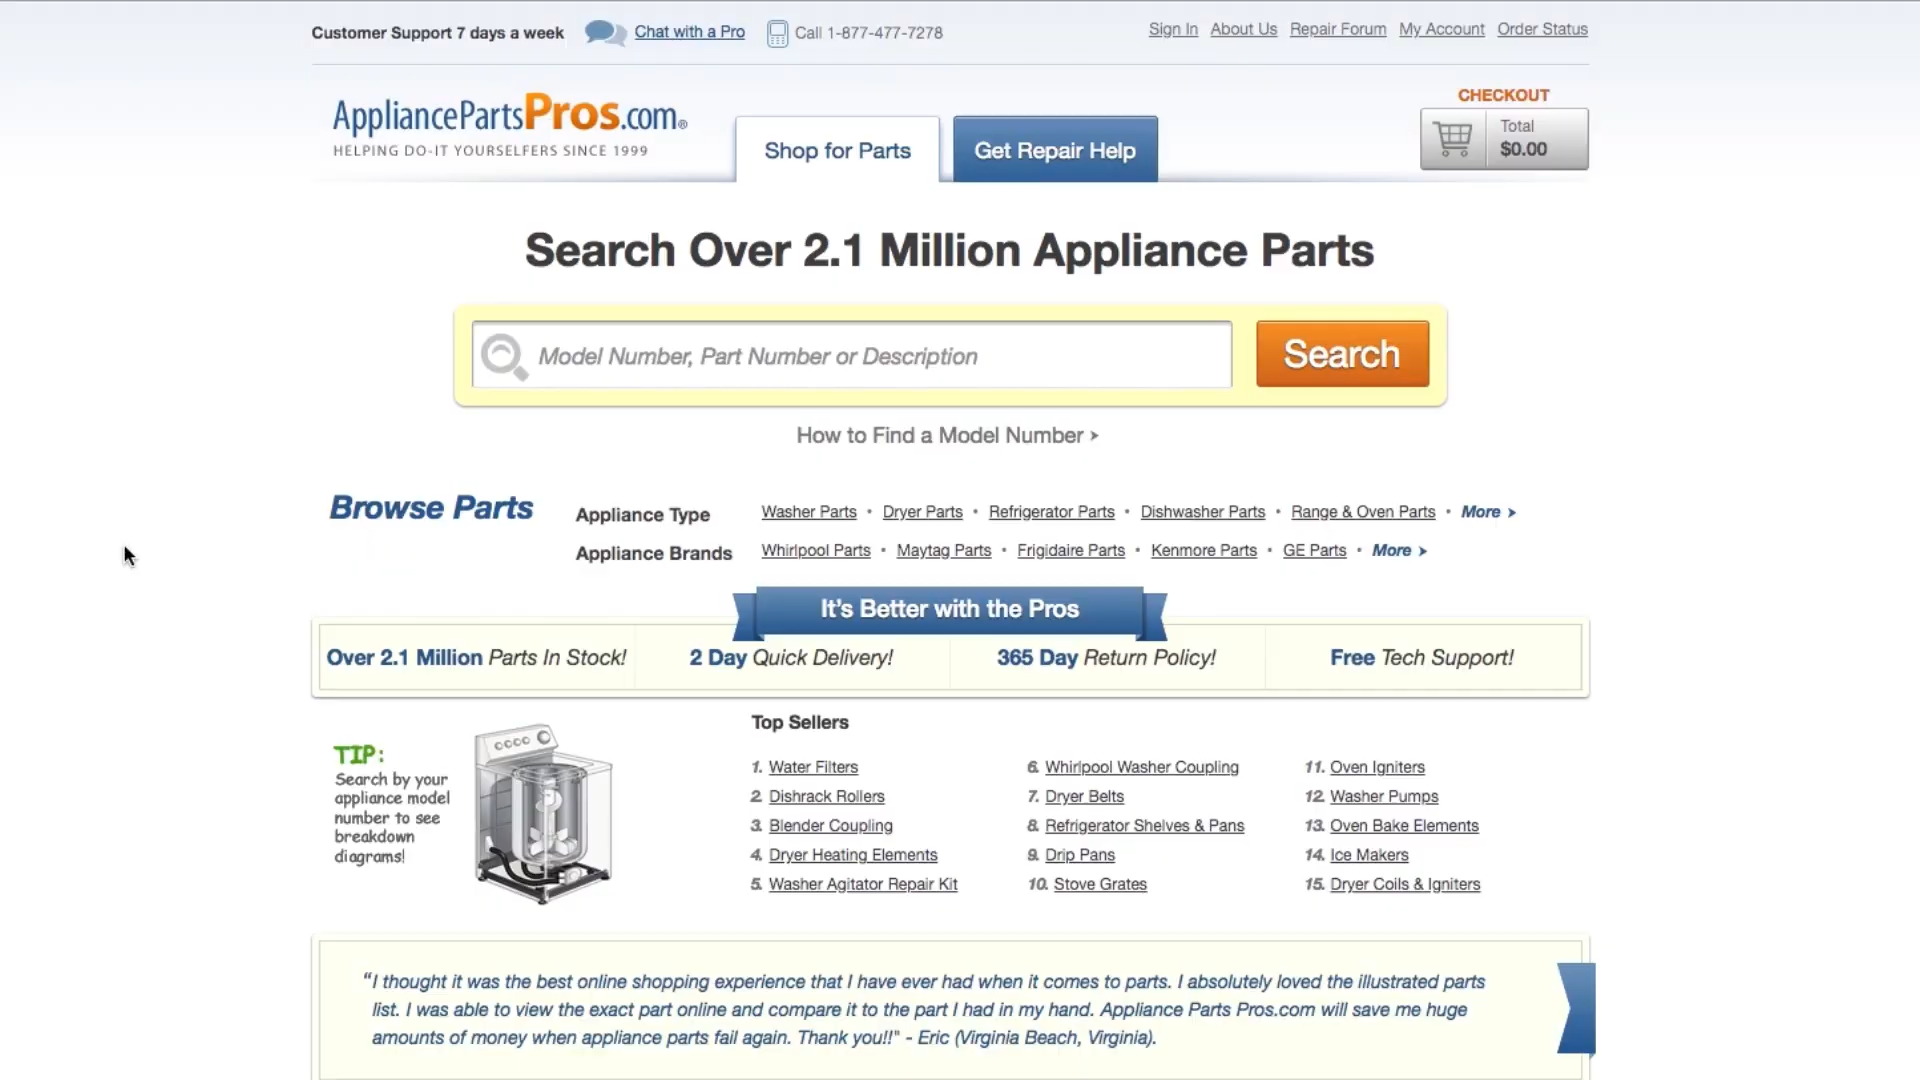 Customer Support 7 days a week Chat with a Pro Call 1-877-477-7278 Sign In About Us Repair Forum My Account Order Status
CHECKOUT
AppliancePartsPros.com®
HELPING DO-IT YOURSELFERS SINCE 1999
Shop for Parts
Get Repair Help
Total
$0.00
Search Over 2.1 Million Appliance Parts
Model Number, Part Number or Description Search
How to Find a Model Number ›
Browse Parts
Appliance Type Washer Parts • Dryer Parts • Refrigerator Parts • Dishwasher Parts • Range & Oven Parts • More ›
Appliance Brands Whirlpool Parts • Maytag Parts • Frigidaire Parts • Kenmore Parts • GE Parts • More ›
It's Better with the Pros
Over 2.1 Million Parts In Stock! 2 Day Quick Delivery! 365 Day Return Policy! Free Tech Support!
TIP:
Search by your
appliance model
number to see
breakdown
diagrams!
Top Sellers
1. Water Filters
2. Dishrack Rollers
3. Blender Coupling
4. Dryer Heating Elements
5. Washer Agitator Repair Kit
6. Whirlpool Washer Coupling
7. Dryer Belts
8. Refrigerator Shelves & Pans
9. Drip Pans
10. Stove Grates
11. Oven Igniters
12. Washer Pumps
13. Oven Bake Elements
14. Ice Makers
15. Dryer Coils & Igniters
"I thought it was the best online shopping experience that I have ever had when it comes to parts. I absolutely loved the illustrated parts
list. I was able to view the exact part online and compare it to the part I had in my hand. Appliance Parts Pros.com will save me huge
amounts of money when appliance parts fail again. Thank you!!" - Eric (Virginia Beach, Virginia).